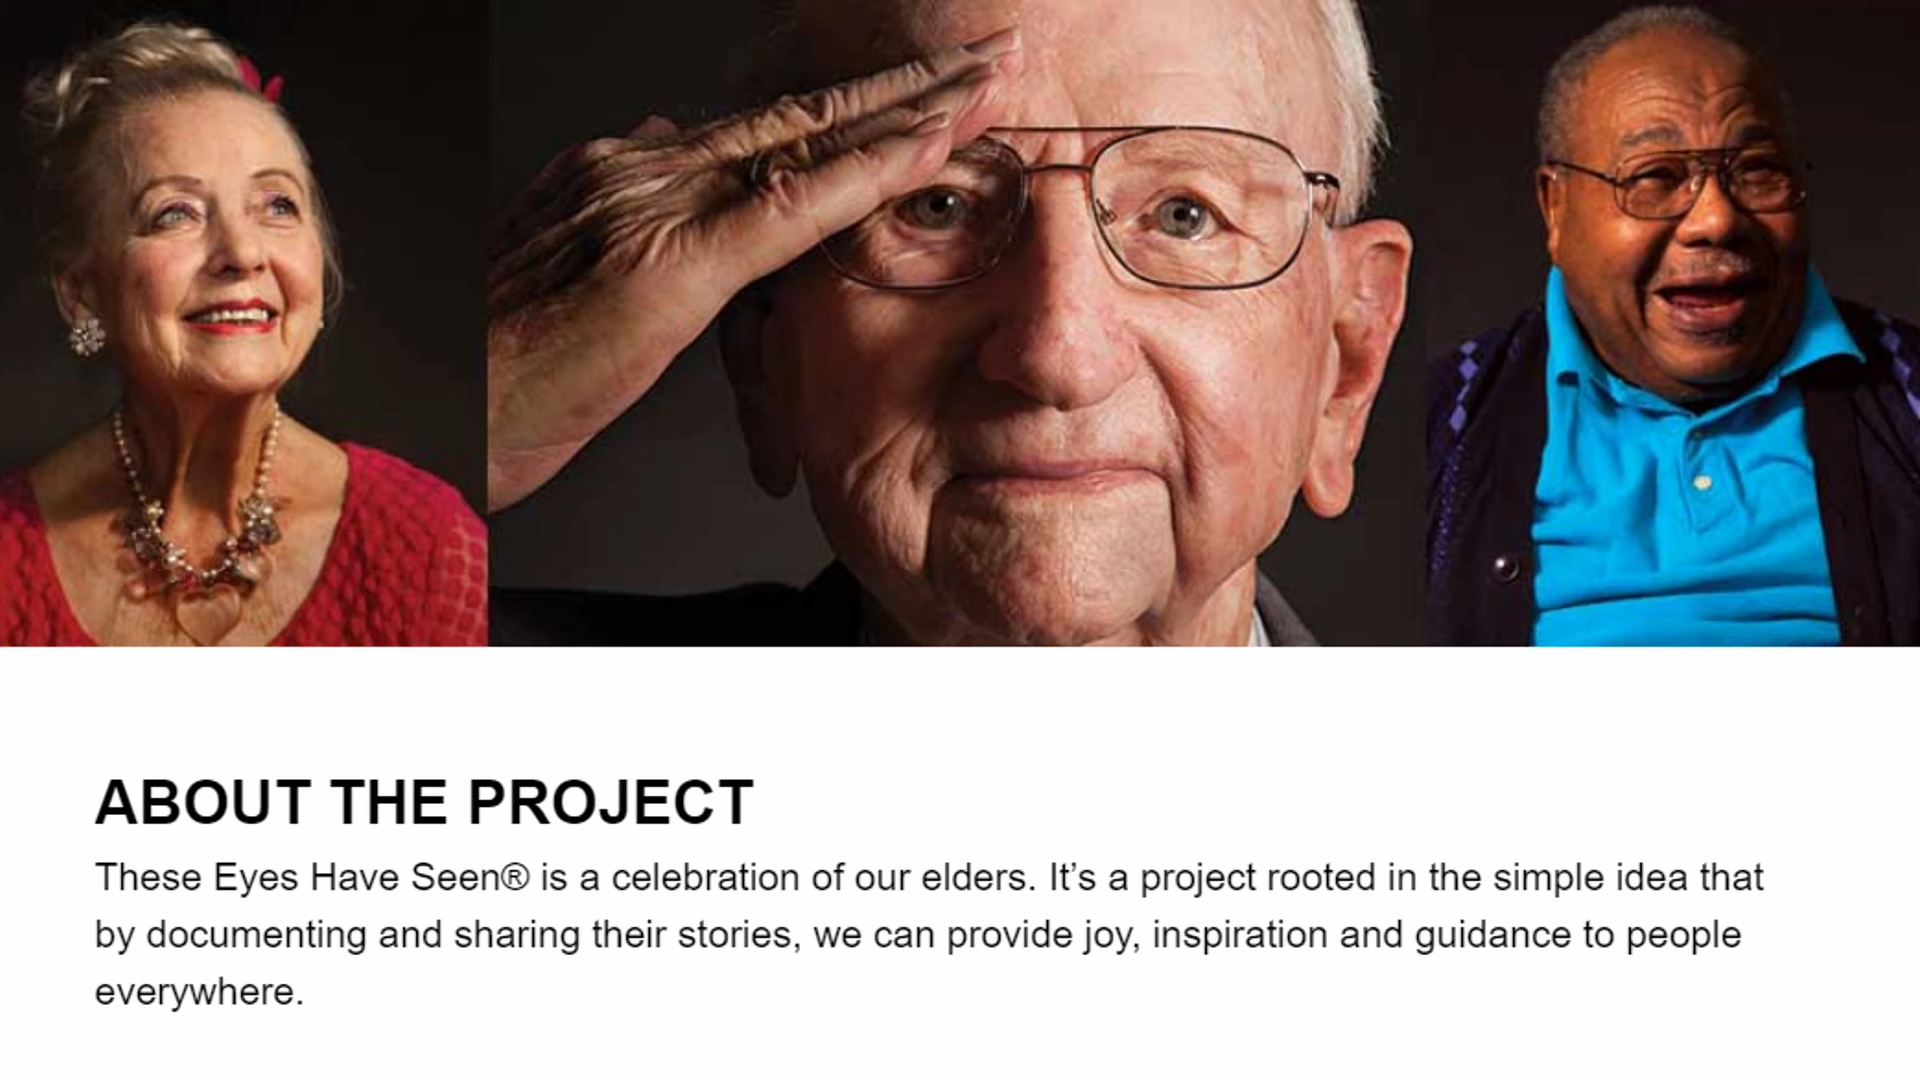 ABOUT THE PROJECT
These Eyes Have Seen® is a celebration of our elders. It’s a project rooted in the simple idea that
by documenting and sharing their stories, we can provide joy, inspiration and guidance to people
everywhere.